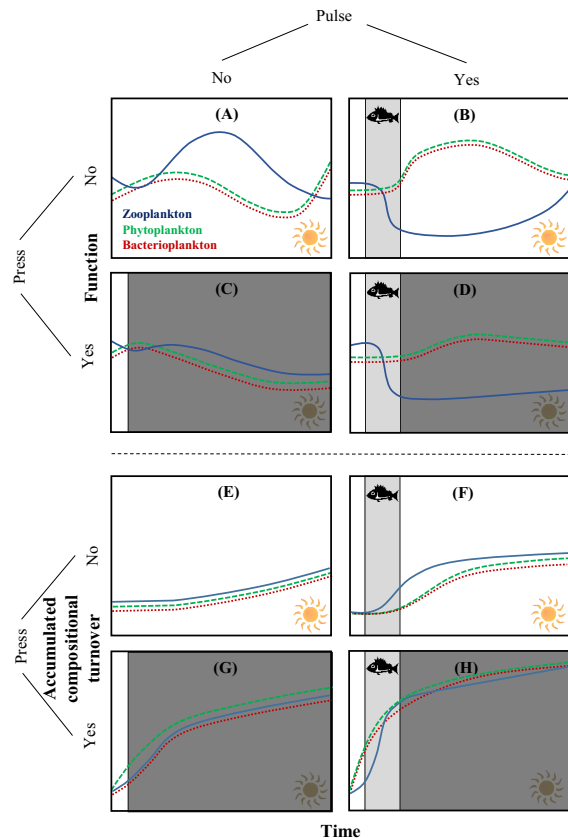 Pulse
No
Yes
(A)
(B)
Zooplankton
Phytoplankton
Bacterioplankton
(C)
(D)
No
Yes
Press
Function
(E)
(F)
(G)
(H)
No
Yes
Press
Accumulated
compositional
turnover
Time